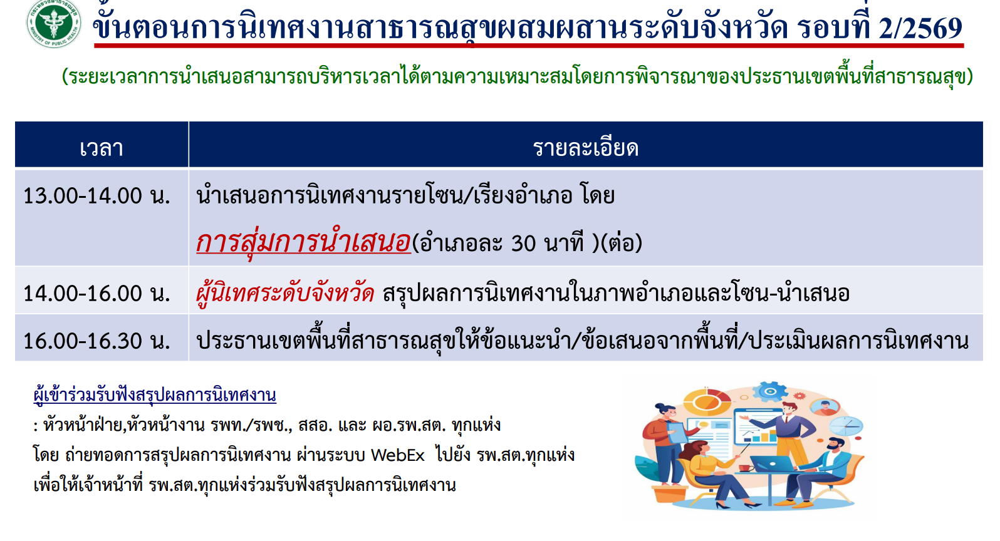 ขั้นตอนการนิเทศงานสาธารณสุขผสมผสานระดับจังหวัด รอบที่ 2/2569
กระทรวงสาธารณสุข
MINISTRY OF PUBLIC HEALTH
(ระยะเวลาการนำเสนอสามารถบริหารเวลาได้ตามความเหมาะสมโดยการพิจารณาของประธานเขตพื้นที่สาธารณสุข)
เวลา รายละเอียด
13.00-14.00 น. นำเสนอการนิเทศงานรายโซน/เรียงอำเภอ โดย
การสุ่มการนำเสนอ(อำเภอละ 30 นาที )(ต่อ)
14.00-16.00 น. ผู้นิเทศระดับจังหวัด สรุปผลการนิเทศงานในภาพอำเภอและโซน-นำเสนอ
16.00-16.30 น. ประธานเขตพื้นที่สาธารณสุขให้ข้อแนะนำ/ข้อเสนอจากพื้นที่/ประเมินผลการนิเทศงาน
ผู้เข้าร่วมรับฟังสรุปผลการนิเทศงาน
: หัวหน้าฝ่าย,หัวหน้างาน รพท./รพช., สสอ. และ ผอ.รพ.สต. ทุกแห่ง
โดย ถ่ายทอดการสรุปผลการนิเทศงาน ผ่านระบบ WebEx ไปยัง รพ.สต.ทุกแห่ง
เพื่อให้เจ้าหน้าที่ รพ.สต.ทุกแห่งร่วมรับฟังสรุปผลการนิเทศงาน